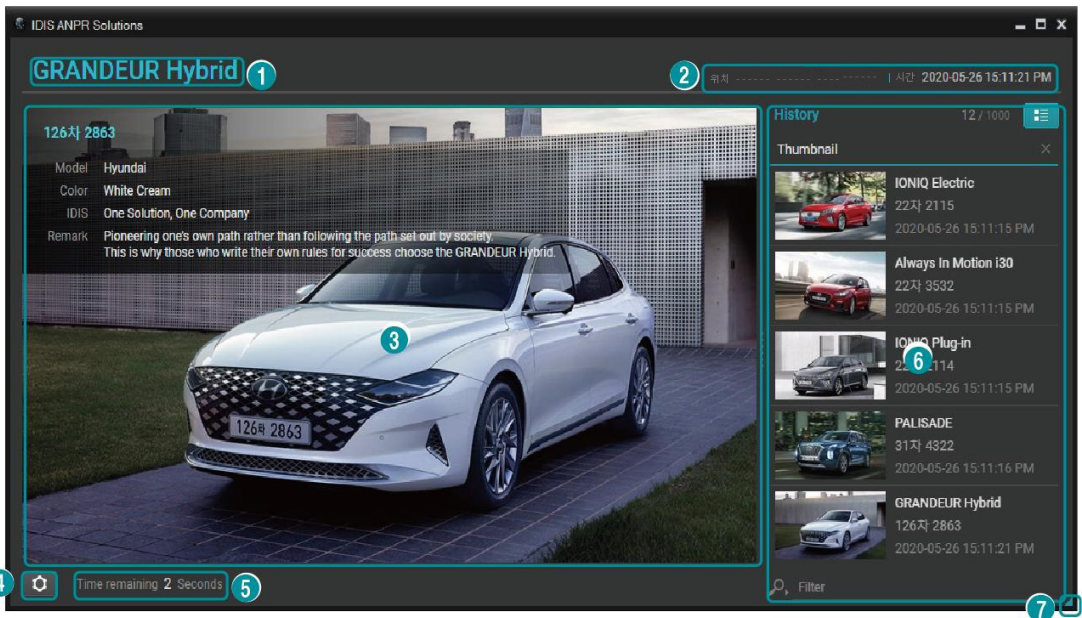 IDIS ANPR Solutions
GRANDEUR Hybrid
1
2
위치 ------ ------ ---- ------ | 시간 2020-05-26 15:11:21 PM
126차 2863
Model Hyundai
Color White Cream
IDIS One Solution, One Company
Remark Pioneering one's own path rather than following the path set out by society.
This is why those who write their own rules for success choose the GRANDEUR Hybrid.
3
126차 2863
History 12 / 1000
Thumbnail
IONIQ Electric
22차 2115
2020-05-26 15:11:15 PM
Always In Motion i30
22차 3532
2020-05-26 15:11:15 PM
IONIQ Plug-in
6
2114
2020-05-26 15:11:15 PM
PALISADE
31차 4322
2020-05-26 15:11:16 PM
GRANDEUR Hybrid
126차 2863
2020-05-26 15:11:21 PM
Filter
4
Time remaining 2 Seconds
5
7